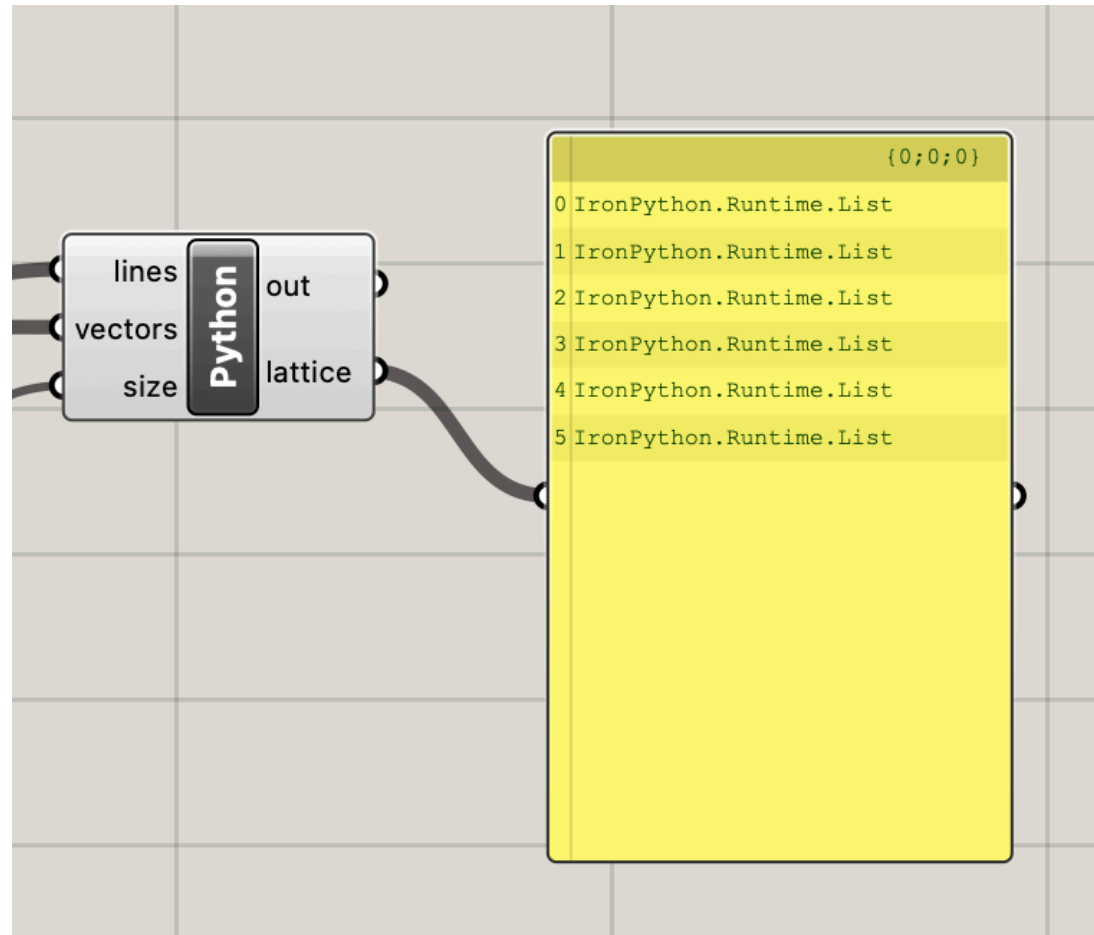 lines
vectors
size
Python
out
lattice
{0;0;0}
0 IronPython.Runtime.List
1 IronPython.Runtime.List
2 IronPython.Runtime.List
3 IronPython.Runtime.List
4 IronPython.Runtime.List
5 IronPython.Runtime.List